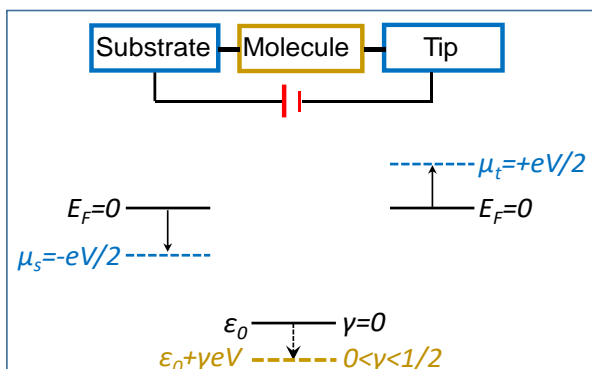 Substrate Molecule Tip
μt=+eV/2
EF=0 EF=0
μs=-eV/2
ε0 γ=0
ε0+γeV 0<γ<1/2